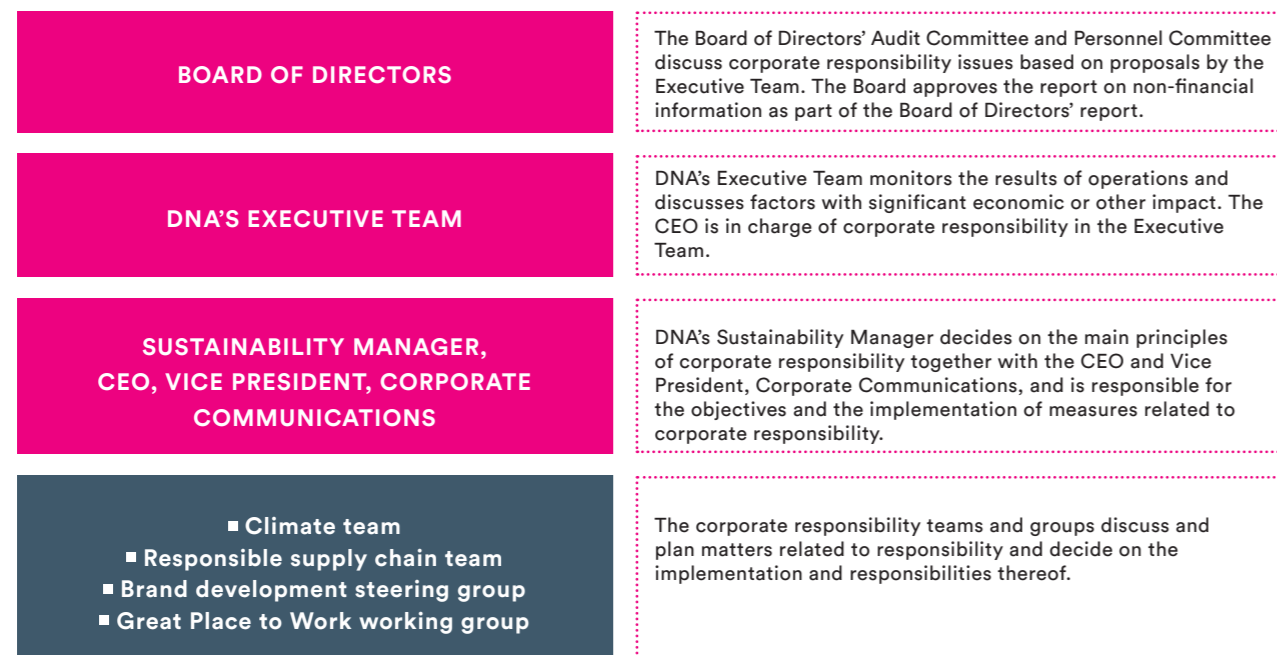 BOARD OF DIRECTORS
The Board of Directors’ Audit Committee and Personnel Committee
discuss corporate responsibility issues based on proposals by the
Executive Team. The Board approves the report on non-financial
information as part of the Board of Directors’ report.
DNA’S EXECUTIVE TEAM
DNA’s Executive Team monitors the results of operations and
discusses factors with significant economic or other impact. The
CEO is in charge of corporate responsibility in the Executive
Team.
SUSTAINABILITY MANAGER,
CEO, VICE PRESIDENT, CORPORATE
COMMUNICATIONS
DNA’s Sustainability Manager decides on the main principles
of corporate responsibility together with the CEO and Vice
President, Corporate Communications, and is responsible for
the objectives and the implementation of measures related to
corporate responsibility.
▪ Climate team
▪ Responsible supply chain team
▪ Brand development steering group
▪ Great Place to Work working group
The corporate responsibility teams and groups discuss and
plan matters related to responsibility and decide on the
implementation and responsibilities thereof.